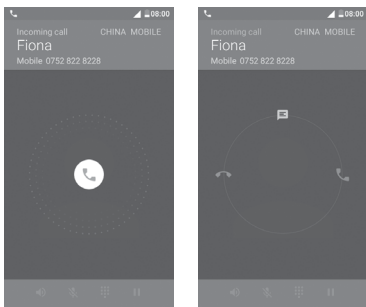 08:00
Incoming call CHINA MOBILE
Fiona
Mobile 0752 822 8228
08:00
Incoming call CHINA MOBILE
Fiona
Mobile 0752 822 8228